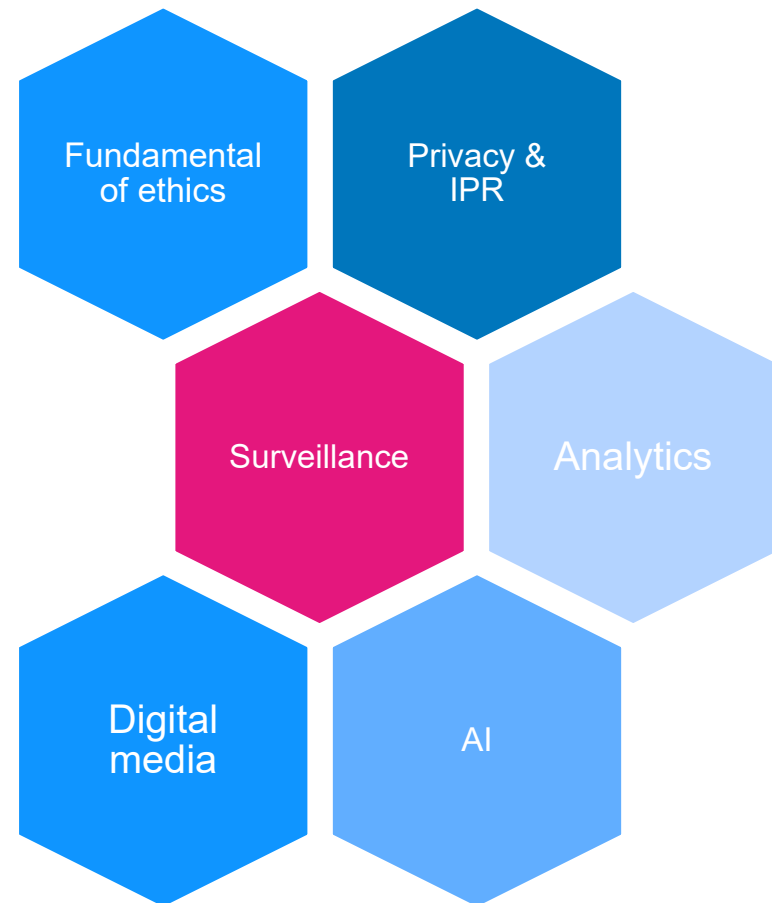 Fundamental
of ethics
Privacy &
IPR
Surveillance
Analytics
Digital
media
AI